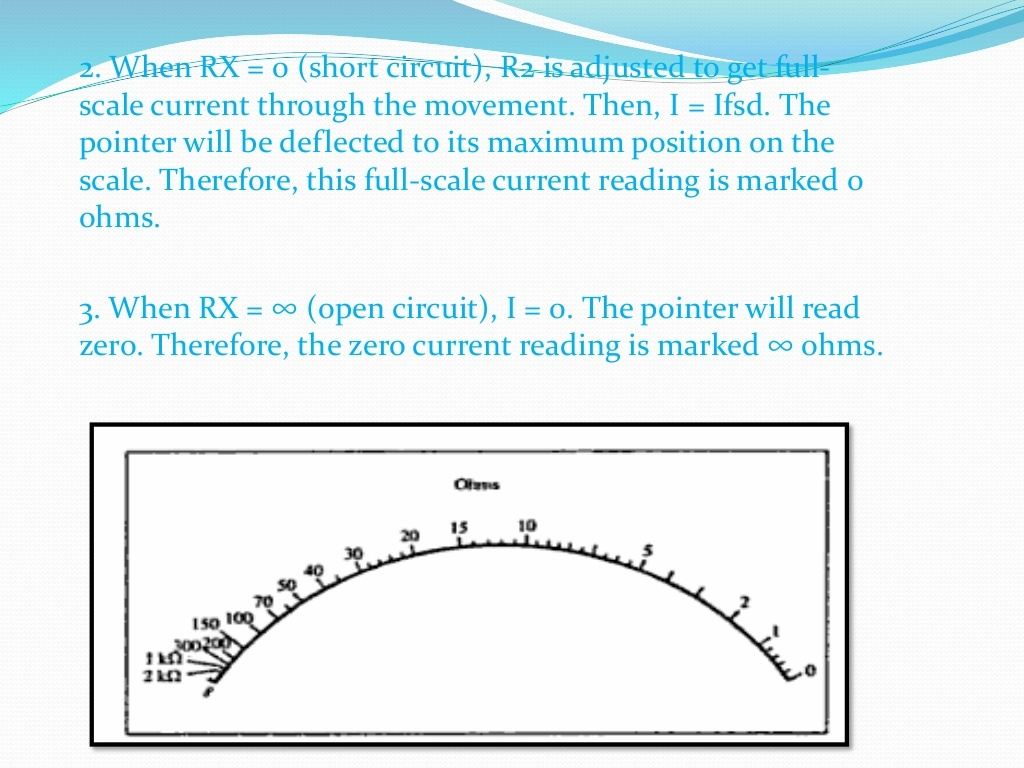 2. When RX = 0 (short circuit), R2 is adjusted to get full-
scale current through the movement. Then, I = Ifsd. The
pointer will be deflected to its maximum position on the
scale. Therefore, this full-scale current reading is marked 0
ohms.
3. When RX = ∞ (open circuit), I = 0. The pointer will read
zero. Therefore, the zero current reading is marked ∞ ohms.
Ohms
2 kΩ
1 kΩ
300
200
150
100
70
50
40
30
20
15
10
5
2
1
0